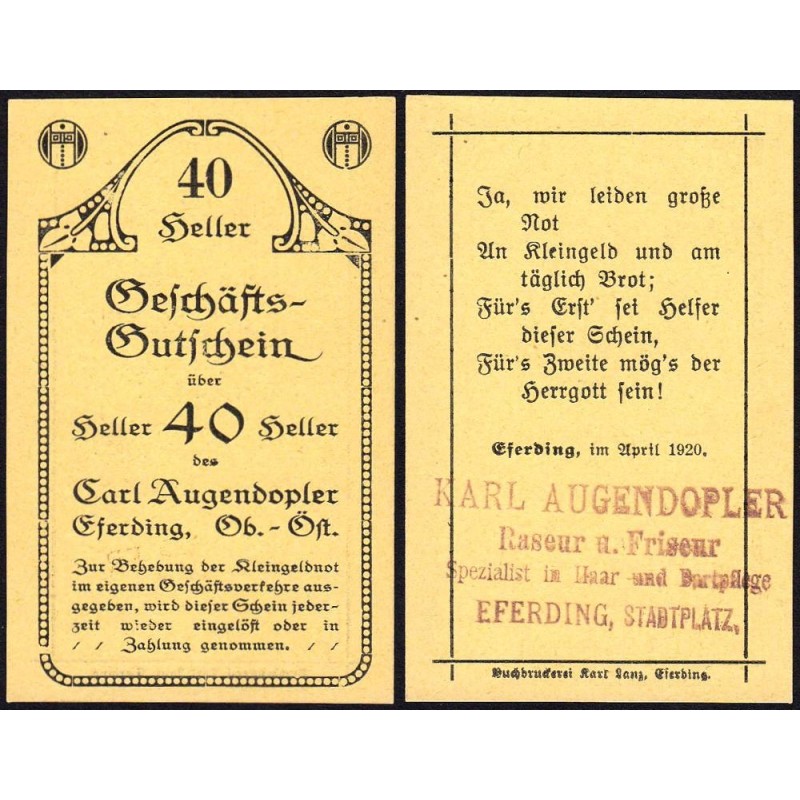 40
Heller
Geschäfts-
Gutschein
über
Heller 40 Heller
des
Carl Augendopler
Eferding, Ob.-Öst.
Zur Behebung der Kleingeldnot
im eigenen Geschäftsverkehre aus-
gegeben, wird dieser Schein jeder-
zeit wieder eingelöst oder in
/ / Zahlung genommen. / /
Ja, wir leiden große
Not
An Kleingeld und am
täglich Brot;
Für's Erst' sei Helfer
dieser Schein,
Für's Zweite mög's der
Herrgott sein!
Eferding, im April 1920.
KARL AUGENDOPLER
Raseur u. Friseur
Spezialist in Haar- und Bartpflege
EFERDING, STADTPLATZ.
Buchdruckerei Karl Lanz, Eferding.